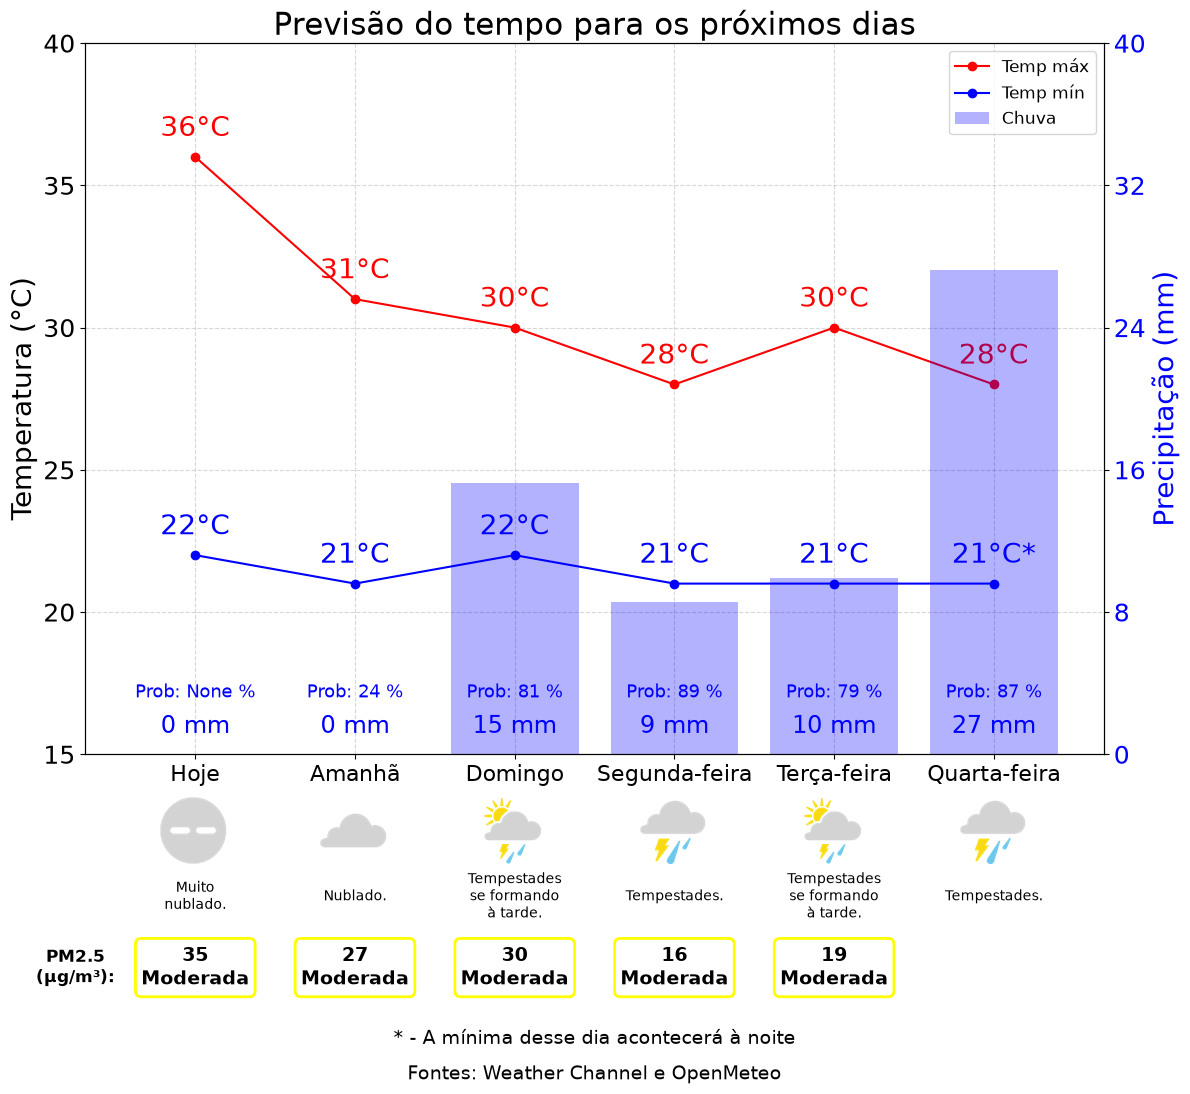 Previsão do tempo para os próximos dias
40
35
30
25
20
15
Temperatura (°C)
40
32
24
16
8
0
Precipitação (mm)
Temp máx
Temp mín
Chuva
36°C
31°C
30°C
28°C
30°C
28°C
22°C
21°C
22°C
21°C
21°C
21°C*
Prob: None %
Prob: 24 %
Prob: 81 %
Prob: 89 %
Prob: 79 %
Prob: 87 %
0 mm
0 mm
15 mm
9 mm
10 mm
27 mm
Hoje
Amanhã
Domingo
Segunda-feira
Terça-feira
Quarta-feira
Muito
nublado.
Nublado.
Tempestades
se formando
à tarde.
Tempestades.
Tempestades
se formando
à tarde.
Tempestades.
PM2.5
(µg/m³):
35
Moderada
27
Moderada
30
Moderada
16
Moderada
19
Moderada
* - A mínima desse dia acontecerá à noite
Fontes: Weather Channel e OpenMeteo